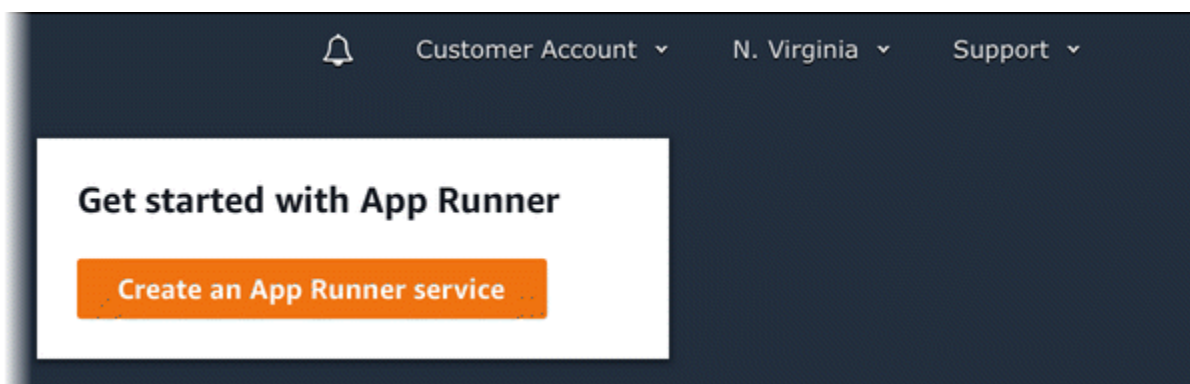 Customer Account N. Virginia Support
Get started with App Runner
Create an App Runner service